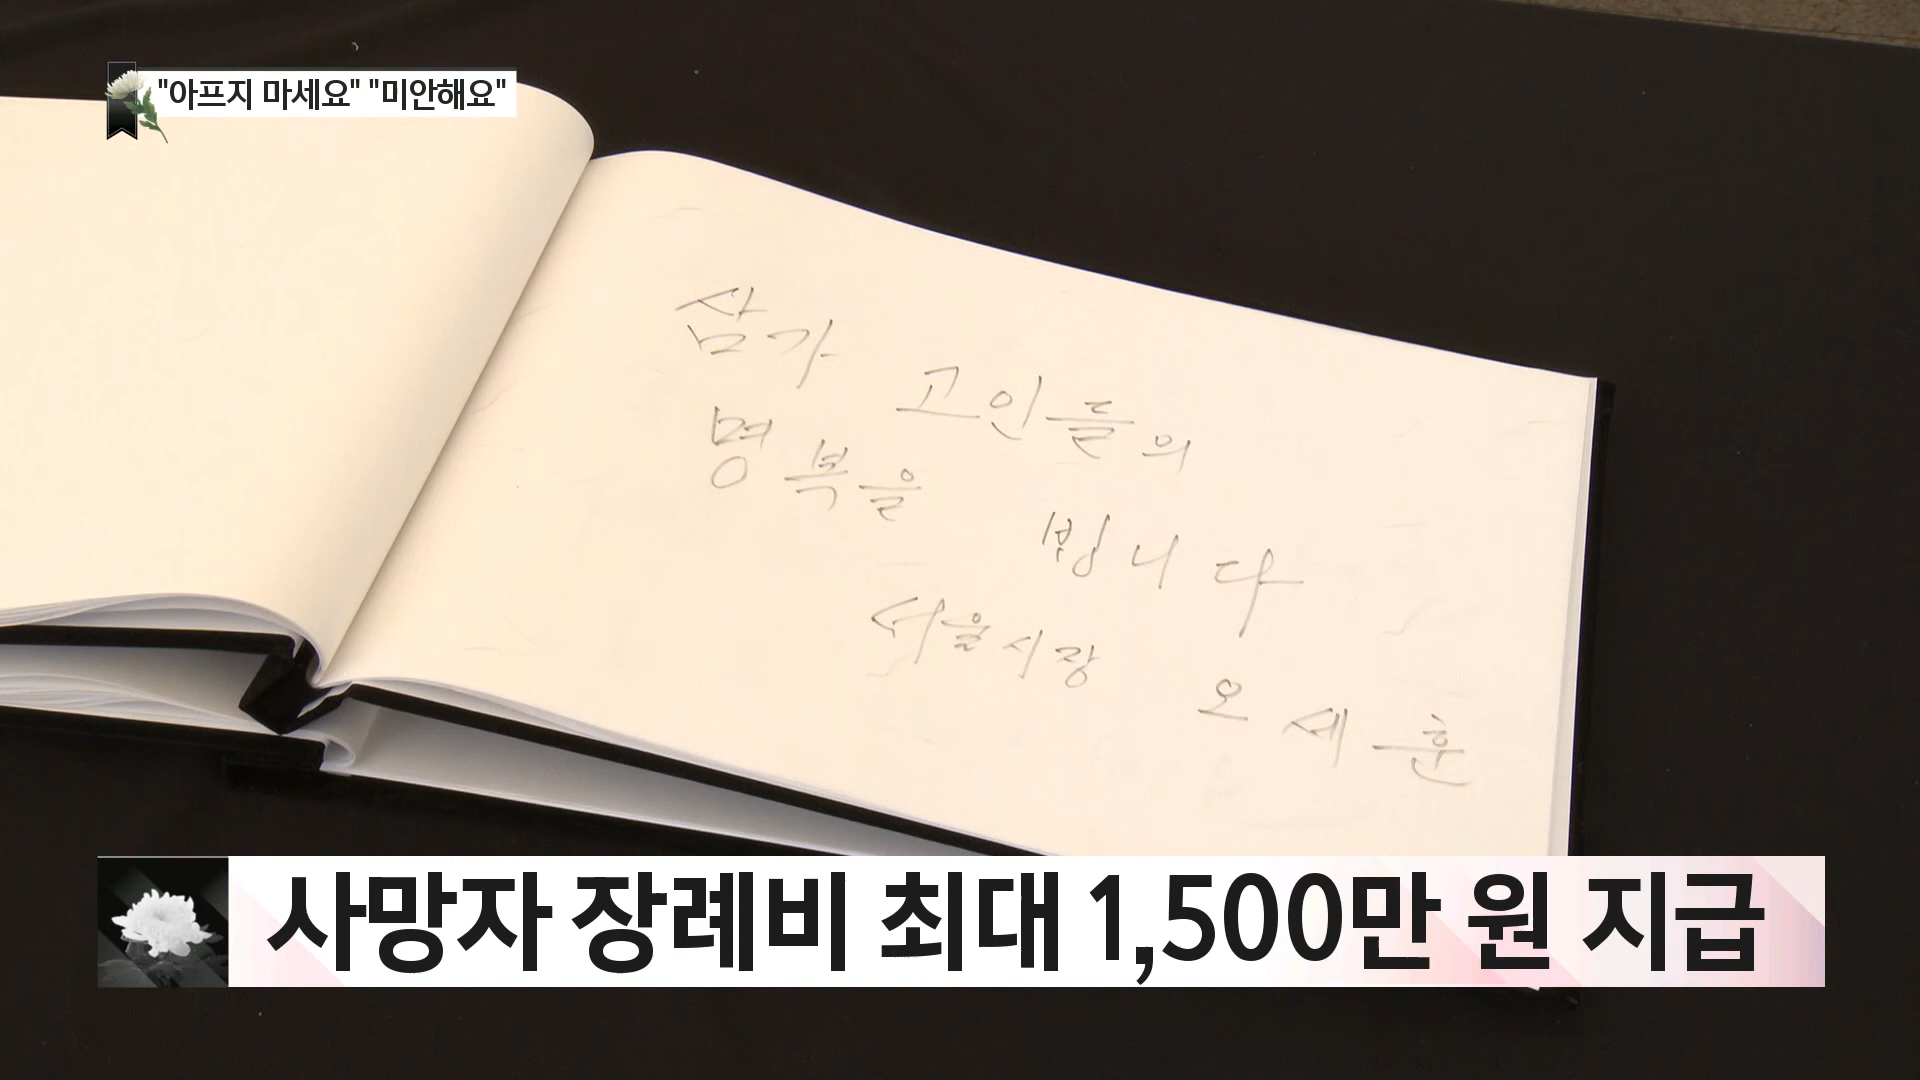 "아프지 마세요" "미안해요"
삼가 고인들의
명복을 빕니다
서울시장 오세훈
사망자 장례비 최대 1,500만 원 지급